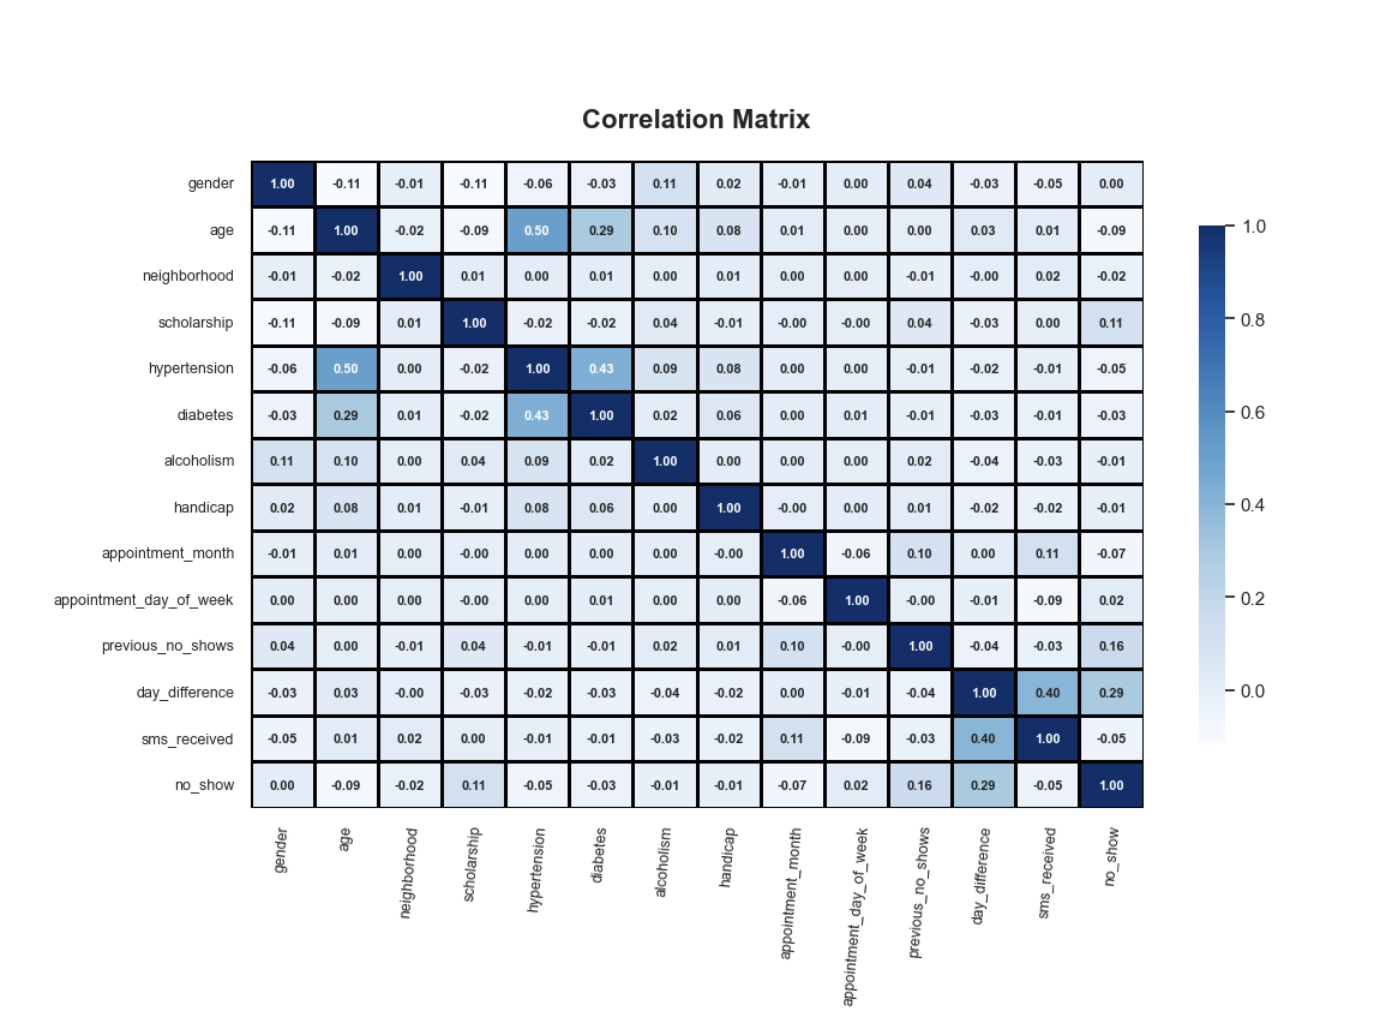 Correlation Matrix
gender 1.00 -0.11 -0.01 -0.11 -0.06 -0.03 0.11 0.02 -0.01 0.00 0.04 -0.03 -0.05 0.00
age -0.11 1.00 -0.02 -0.09 0.50 0.29 0.10 0.08 0.01 0.00 0.00 0.03 0.01 -0.09
neighborhood -0.01 -0.02 1.00 0.01 0.00 0.01 0.00 0.01 0.00 0.00 -0.01 -0.00 0.02 -0.02
scholarship -0.11 -0.09 0.01 1.00 -0.02 -0.02 0.04 -0.01 -0.00 -0.00 0.04 -0.03 0.00 0.11
hypertension -0.06 0.50 0.00 -0.02 1.00 0.43 0.09 0.08 0.00 0.00 -0.01 -0.02 -0.01 -0.05
diabetes -0.03 0.29 0.01 -0.02 0.43 1.00 0.02 0.06 0.00 0.01 -0.01 -0.03 -0.01 -0.03
alcoholism 0.11 0.10 0.00 0.04 0.09 0.02 1.00 0.00 0.00 0.00 0.02 -0.04 -0.03 -0.01
handicap 0.02 0.08 0.01 -0.01 0.08 0.06 0.00 1.00 -0.00 0.00 0.01 -0.02 -0.02 -0.01
appointment_month -0.01 0.01 0.00 -0.00 0.00 0.00 0.00 -0.00 1.00 -0.06 0.10 0.00 0.11 -0.07
appointment_day_of_week 0.00 0.00 0.00 -0.00 0.00 0.01 0.00 0.00 -0.06 1.00 -0.00 -0.01 -0.09 0.02
previous_no_shows 0.04 0.00 -0.01 0.04 -0.01 -0.01 0.02 0.01 0.10 -0.00 1.00 -0.04 -0.03 0.16
day_difference -0.03 0.03 -0.00 -0.03 -0.02 -0.03 -0.04 -0.02 0.00 -0.01 -0.04 1.00 0.40 0.29
sms_received -0.05 0.01 0.02 0.00 -0.01 -0.01 -0.03 -0.02 0.11 -0.09 -0.03 0.40 1.00 -0.05
no_show 0.00 -0.09 -0.02 0.11 -0.05 -0.03 -0.01 -0.01 -0.07 0.02 0.16 0.29 -0.05 1.00
gender
age
neighborhood
scholarship
hypertension
diabetes
alcoholism
handicap
appointment_month
appointment_day_of_week
previous_no_shows
day_difference
sms_received
no_show
1.0
0.8
0.6
0.4
0.2
0.0